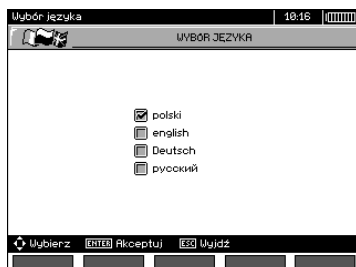 Wybór języka 10:16
WYBÓR JĘZYKA
polski
english
Deutsch
русский
Wybierz ENTER Akceptuj ESC Wyjdź